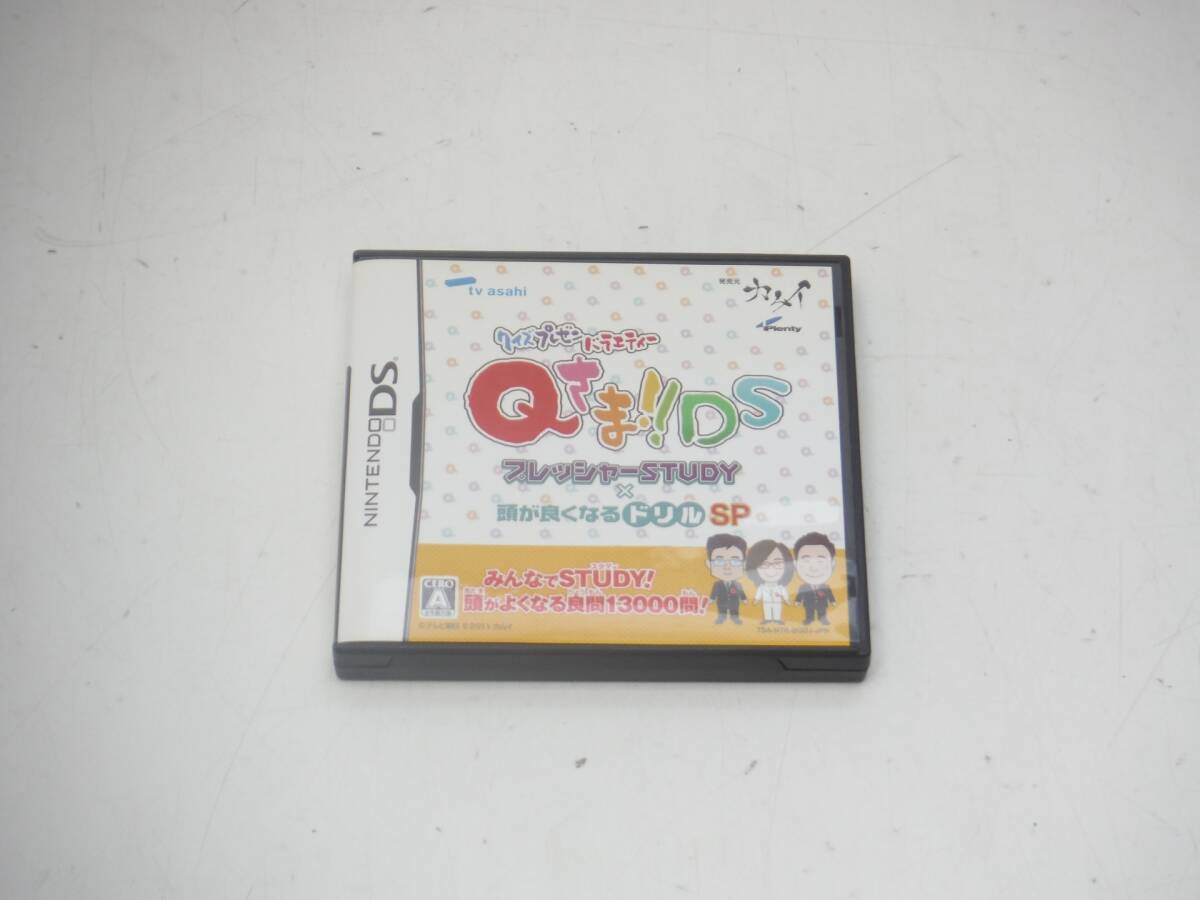 NINTENDO DS
tv asahi
発売元
カムイ
Plenty
クイズプレゼンバラエティー
Qさま!!DS
プレッシャーSTUDY
×
頭が良くなるドリルSP
みんなでSTUDY!
頭がよくなる良問13000問!
CERO
A